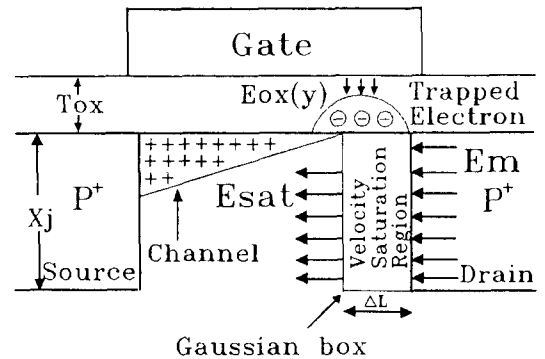 Gate
Tox
Eox(y)
Trapped
Electron
⊖ ⊖ ⊖
+ + + + + + + +
+ + + + + +
+ +
P⁺
Xj
Esat
Velocity
Saturation
Region
Em
P⁺
Source
Channel
Drain
ΔL
Gaussian box